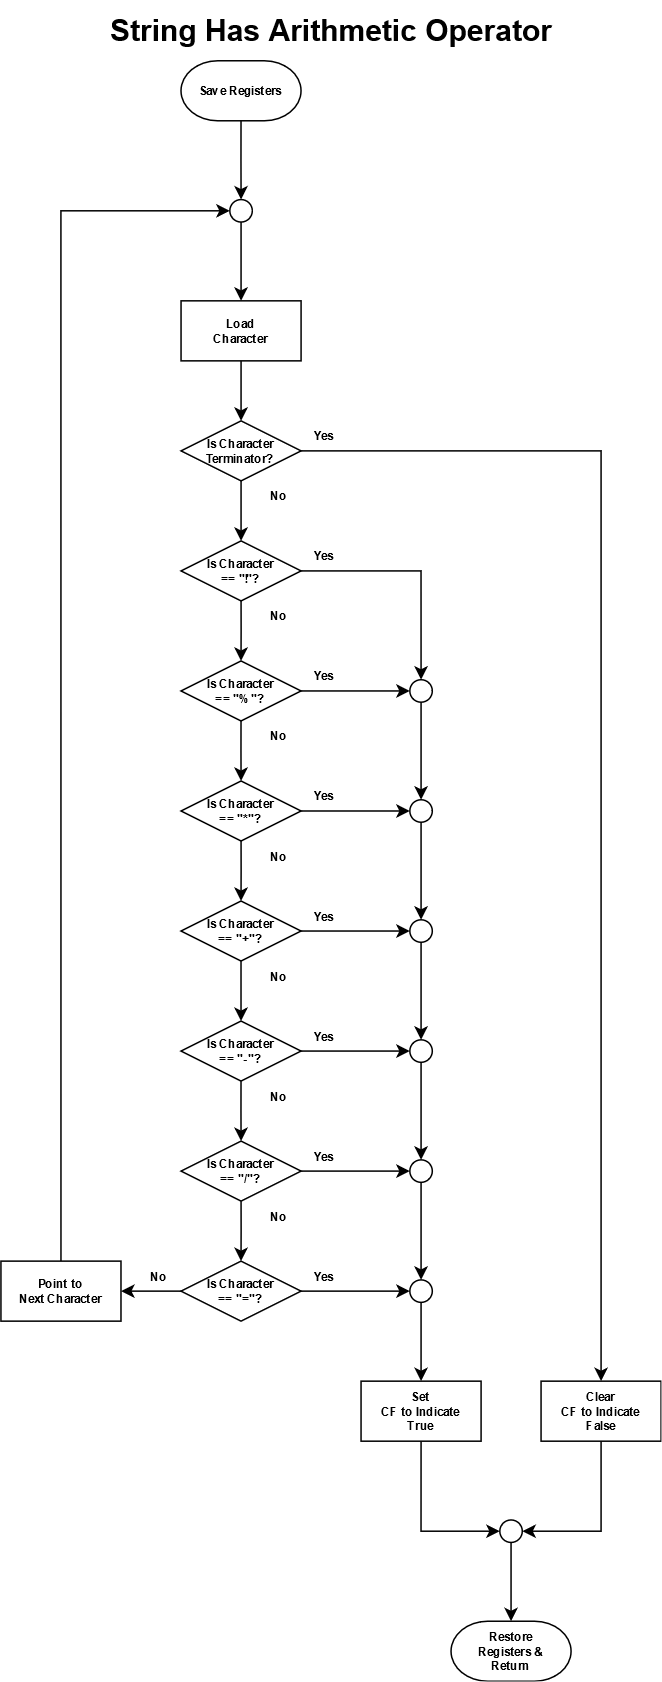 String Has Arithmetic Operator
Save Registers
Load
Character
Is Character
Terminator?
Yes
No
Is Character
== "!"?
Yes
No
Is Character
== "%"?
Yes
No
Is Character
== "*"?
Yes
No
Is Character
== "+"?
Yes
No
Is Character
== "-"?
Yes
No
Is Character
== "/"?
Yes
No
Is Character
== "="?
Yes
No
Point to
Next Character
Set
CF to Indicate
True
Clear
CF to Indicate
False
Restore
Registers &
Return